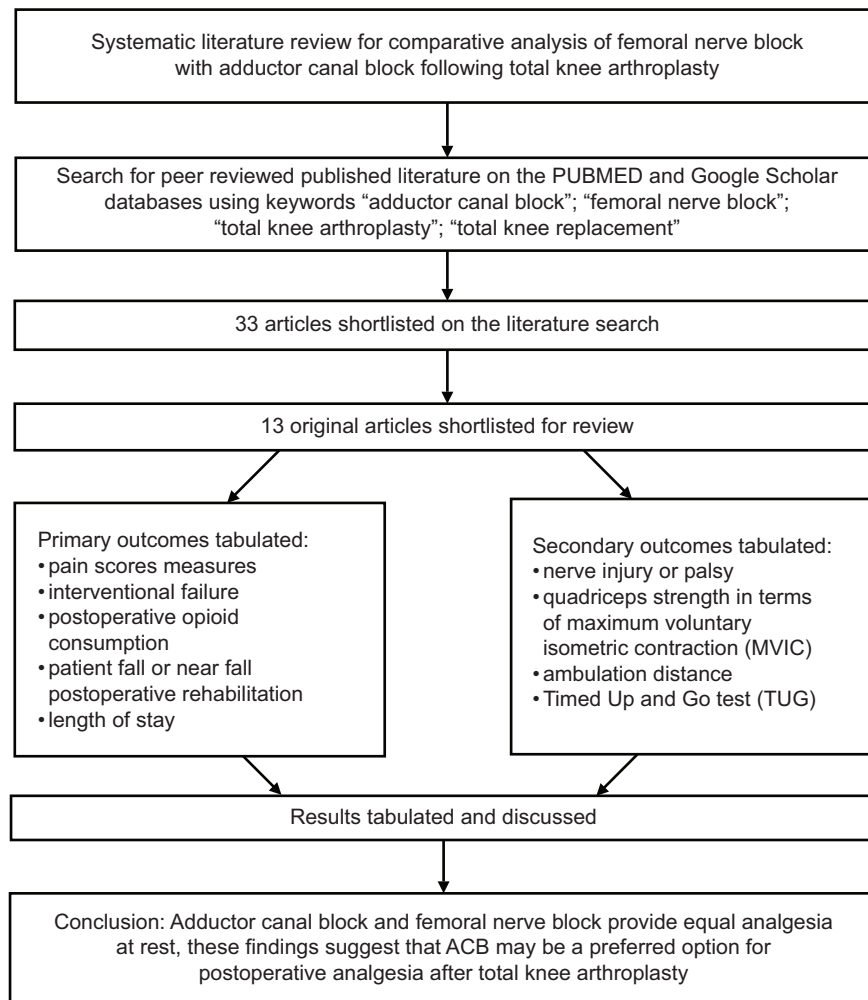 Systematic literature review for comparative analysis of femoral nerve block
with adductor canal block following total knee arthroplasty
Search for peer reviewed published literature on the PUBMED and Google Scholar
databases using keywords “adductor canal block”; “femoral nerve block”;
“total knee arthroplasty”; “total knee replacement”
33 articles shortlisted on the literature search
13 original articles shortlisted for review
Primary outcomes tabulated:
• pain scores measures
• interventional failure
• postoperative opioid
consumption
• patient fall or near fall
postoperative rehabilitation
• length of stay
Secondary outcomes tabulated:
• nerve injury or palsy
• quadriceps strength in terms
of maximum voluntary
isometric contraction (MVIC)
• ambulation distance
• Timed Up and Go test (TUG)
Results tabulated and discussed
Conclusion: Adductor canal block and femoral nerve block provide equal analgesia
at rest, these findings suggest that ACB may be a preferred option for
postoperative analgesia after total knee arthroplasty